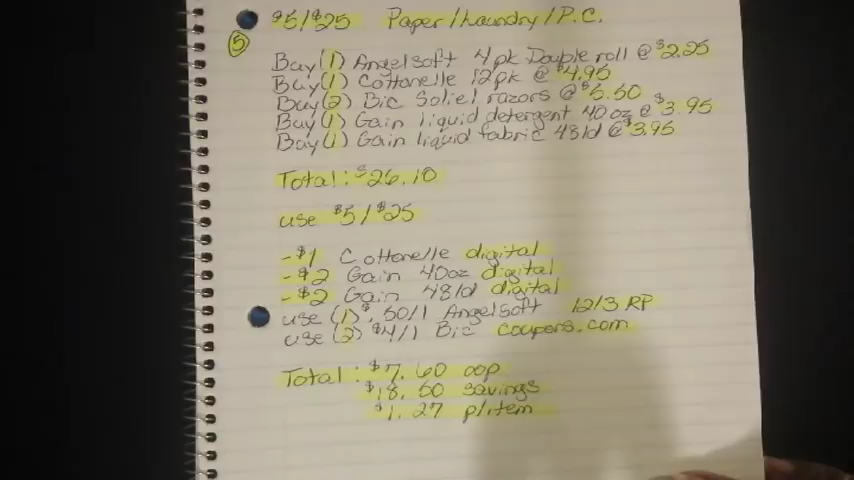 $5/$25 Paper/Laundry/P.C.
5
Buy (1) Angelsoft 4pk Double roll @ $2.25
Buy (1) Cottonelle 12pk @ $4.95
Buy (2) Bic Soliel razors @ $5.50
Buy (1) Gain liquid detergent 40oz @ $3.95
Buy (1) Gain liquid fabric 48ld @ $3.95
Total: $26.10
use $5/$25
-$1 Cottonelle digital
-$2 Gain 40oz digital
-$2 Gain 48ld digital
use (1) $.50/1 Angelsoft 12/3 RP
use (2) $4/1 Bic coupons.com
Total: $7.60 oop
$18.50 savings
$1.27 p/item